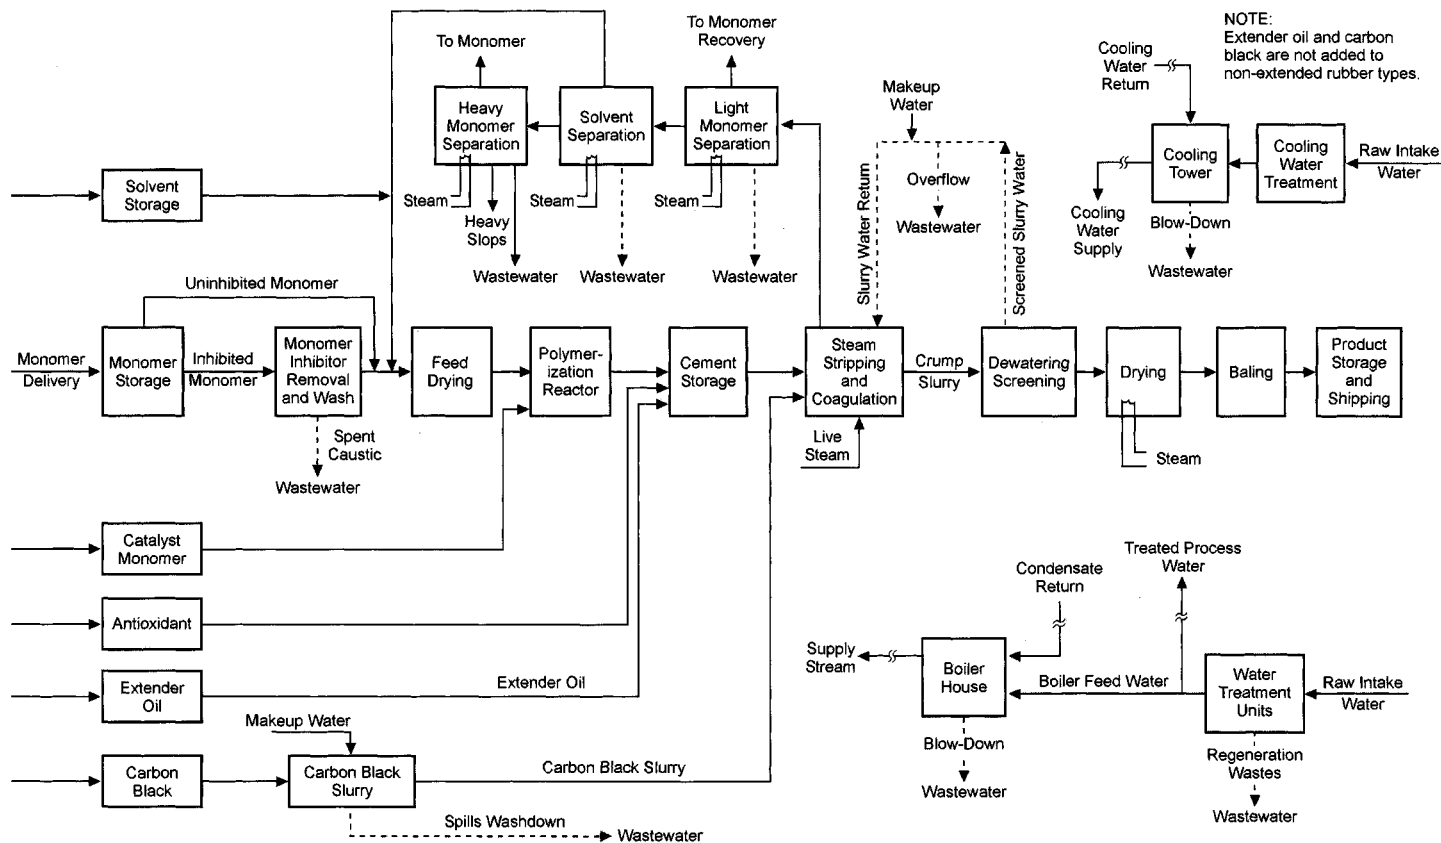 NOTE:
Extender oil and carbon
black are not added to
non-extended rubber types.
To Monomer
To Monomer
Recovery
Cooling
Water
Return
Makeup
Water
Heavy
Monomer
Separation
Solvent
Separation
Light
Monomer
Separation
Cooling
Tower
Cooling
Water
Treatment
Raw Intake
Water
Solvent
Storage
Steam
Heavy
Slops
Steam
Steam
Slurry Water Return
Overflow
Wastewater
Screened Slurry Water
Cooling
Water
Supply
Blow-Down
Wastewater
Wastewater
Wastewater
Wastewater
Uninhibited Monomer
Monomer
Delivery
Monomer
Storage
Inhibited
Monomer
Monomer
Inhibitor
Removal
and Wash
Feed
Drying
Polymer-
ization
Reactor
Cement
Storage
Steam
Stripping
and
Coagulation
Crump
Slurry
Dewatering
Screening
Drying
Baling
Product
Storage
and
Shipping
Spent
Caustic
Wastewater
Live
Steam
Steam
Catalyst
Monomer
Antioxidant
Extender
Oil
Extender Oil
Makeup Water
Carbon
Black
Carbon Black
Slurry
Carbon Black Slurry
Spills Washdown
Wastewater
Condensate
Return
Treated Process
Water
Supply
Stream
Boiler
House
Boiler Feed Water
Water
Treatment
Units
Raw Intake
Water
Blow-Down
Wastewater
Regeneration
Wastes
Wastewater